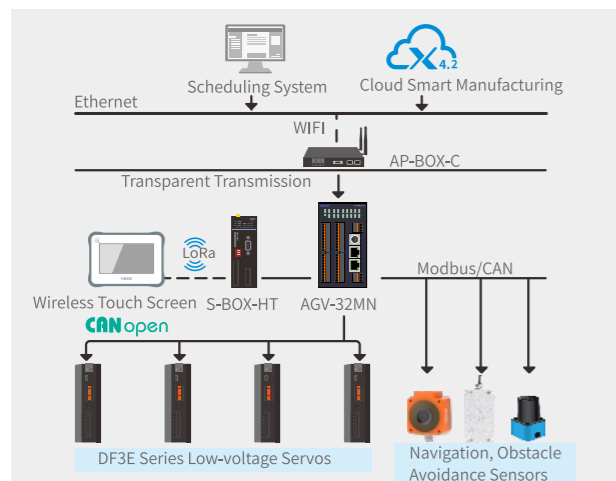 X 4.2
Scheduling System
Cloud Smart Manufacturing
Ethernet
WIFI
AP-BOX-C
Transparent Transmission
LoRa
Modbus/CAN
Wireless Touch Screen
S-BOX-HT
AGV-32MN
CANopen
DF3E Series Low-voltage Servos
Navigation, Obstacle
Avoidance Sensors